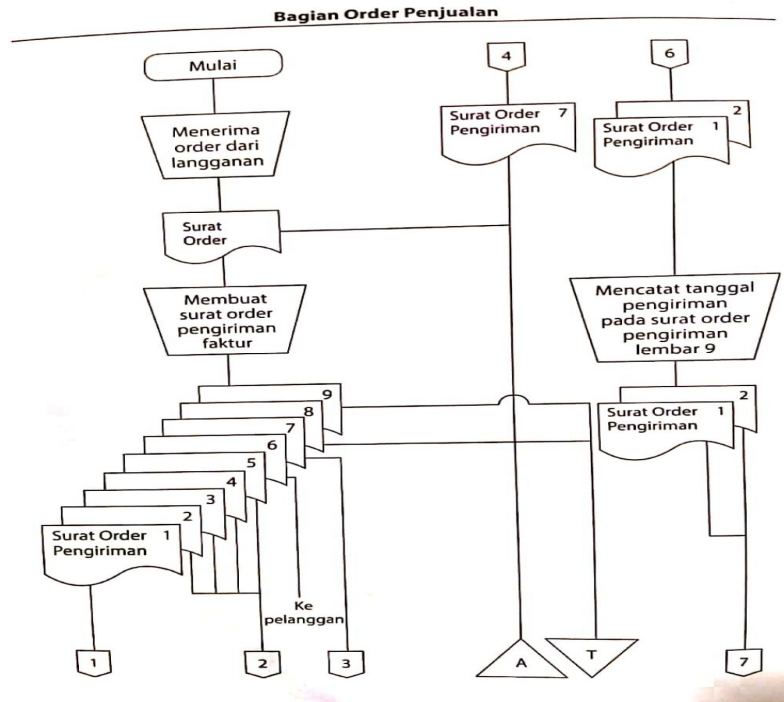 Bagian Order Penjualan
Mulai
Menerima
order dari
langganan
Surat
Order
Membuat
surat order
pengiriman
faktur
9
8
7
6
5
4
3
2
Surat Order 1
Pengiriman
Ke
pelanggan
1
2
3
4
Surat Order 7
Pengiriman
A
T
6
2
Surat Order 1
Pengiriman
Mencatat tanggal
pengiriman
pada surat order
pengiriman
lembar 9
2
Surat Order 1
Pengiriman
7